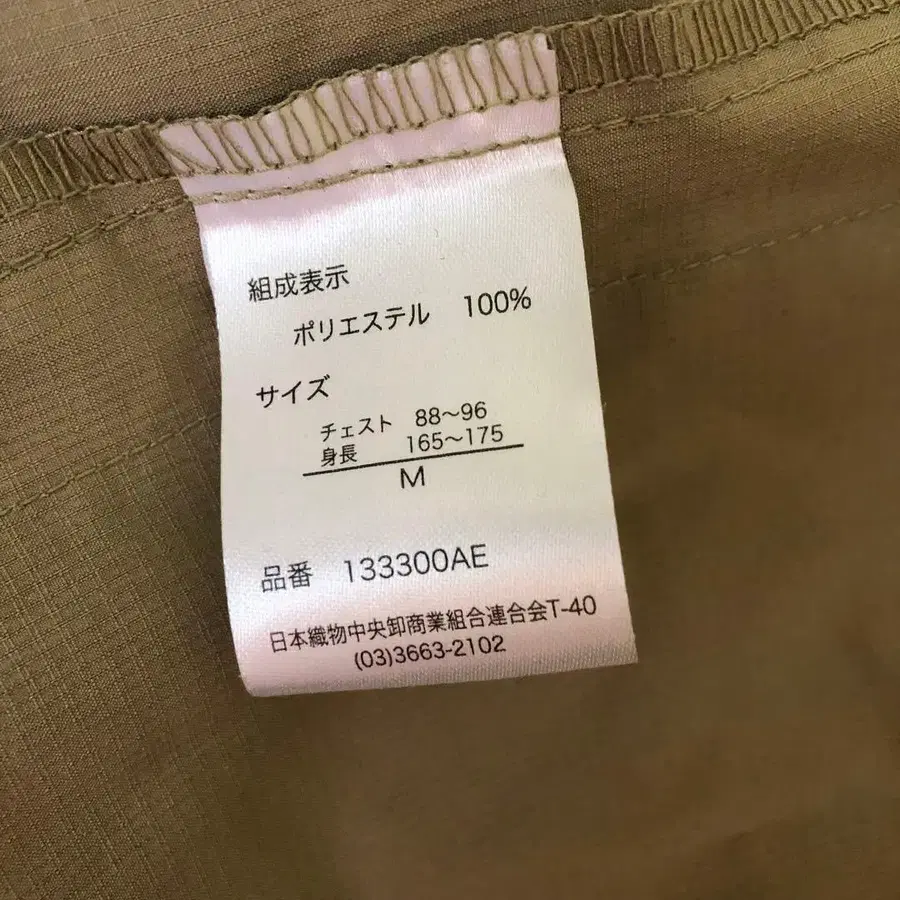 組成表示
ポリエステル 100%
サイズ
チェスト 88～96
身長 165～175
M
品番 133300AE
日本織物中央卸商業組合連合会T-40
(03)3663-2102